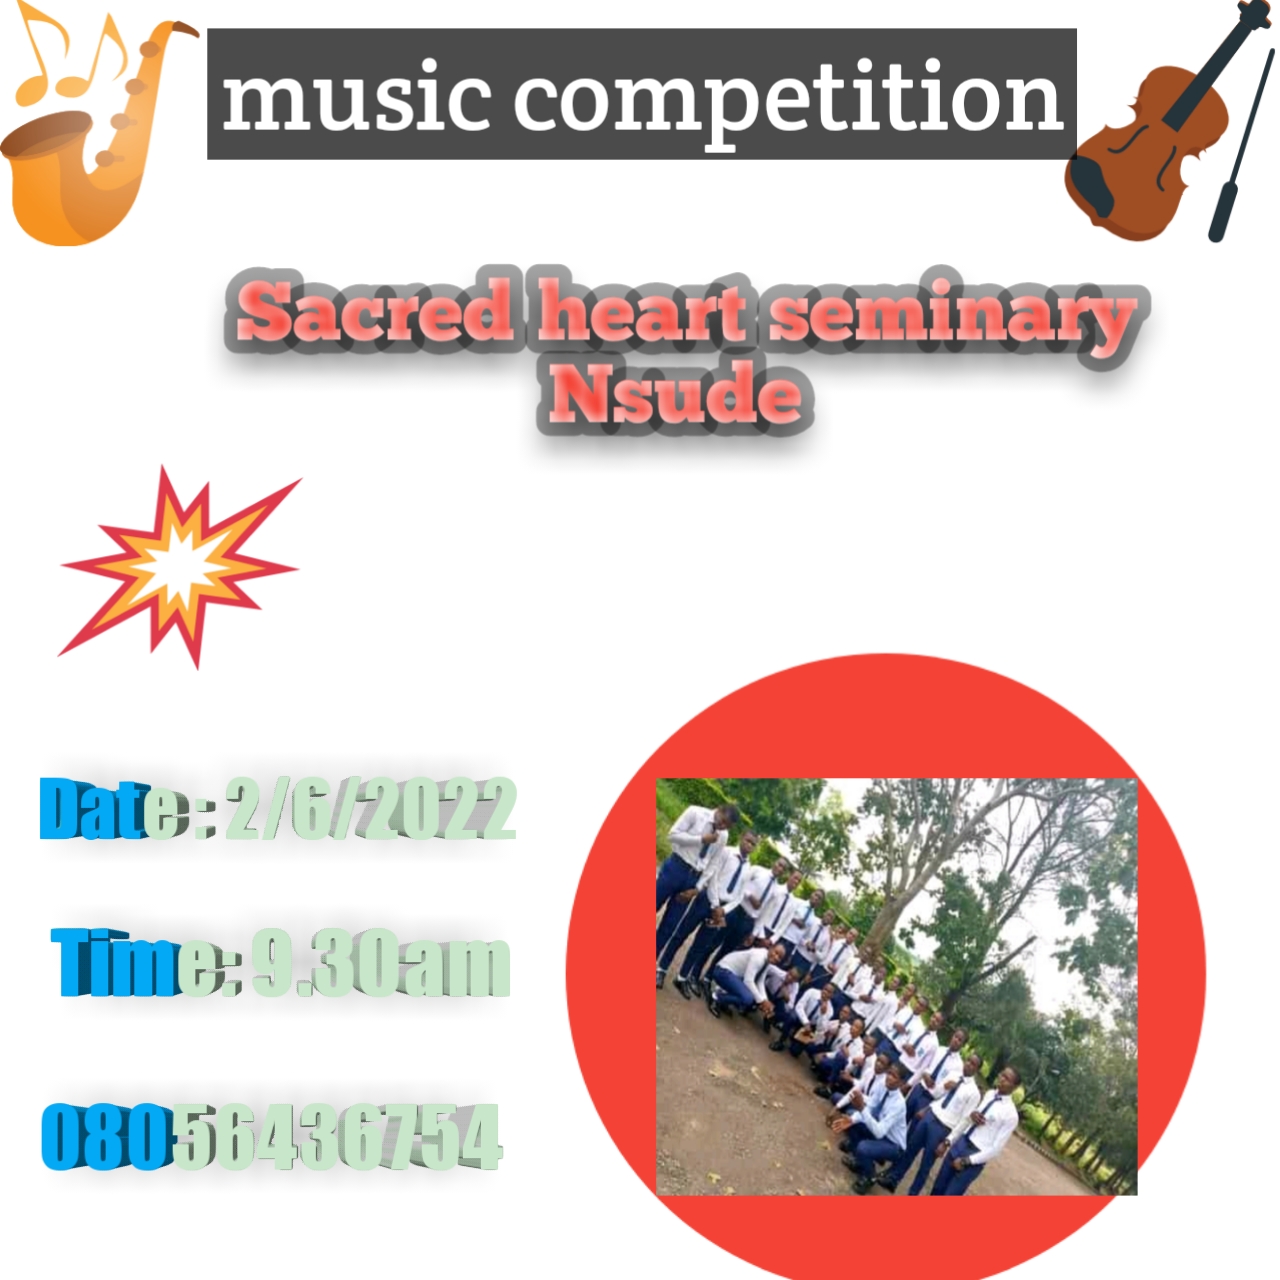 music competition
Sacred heart seminary
Nsude
Date : 2/6/2022
Time: 9.30am
08056436754